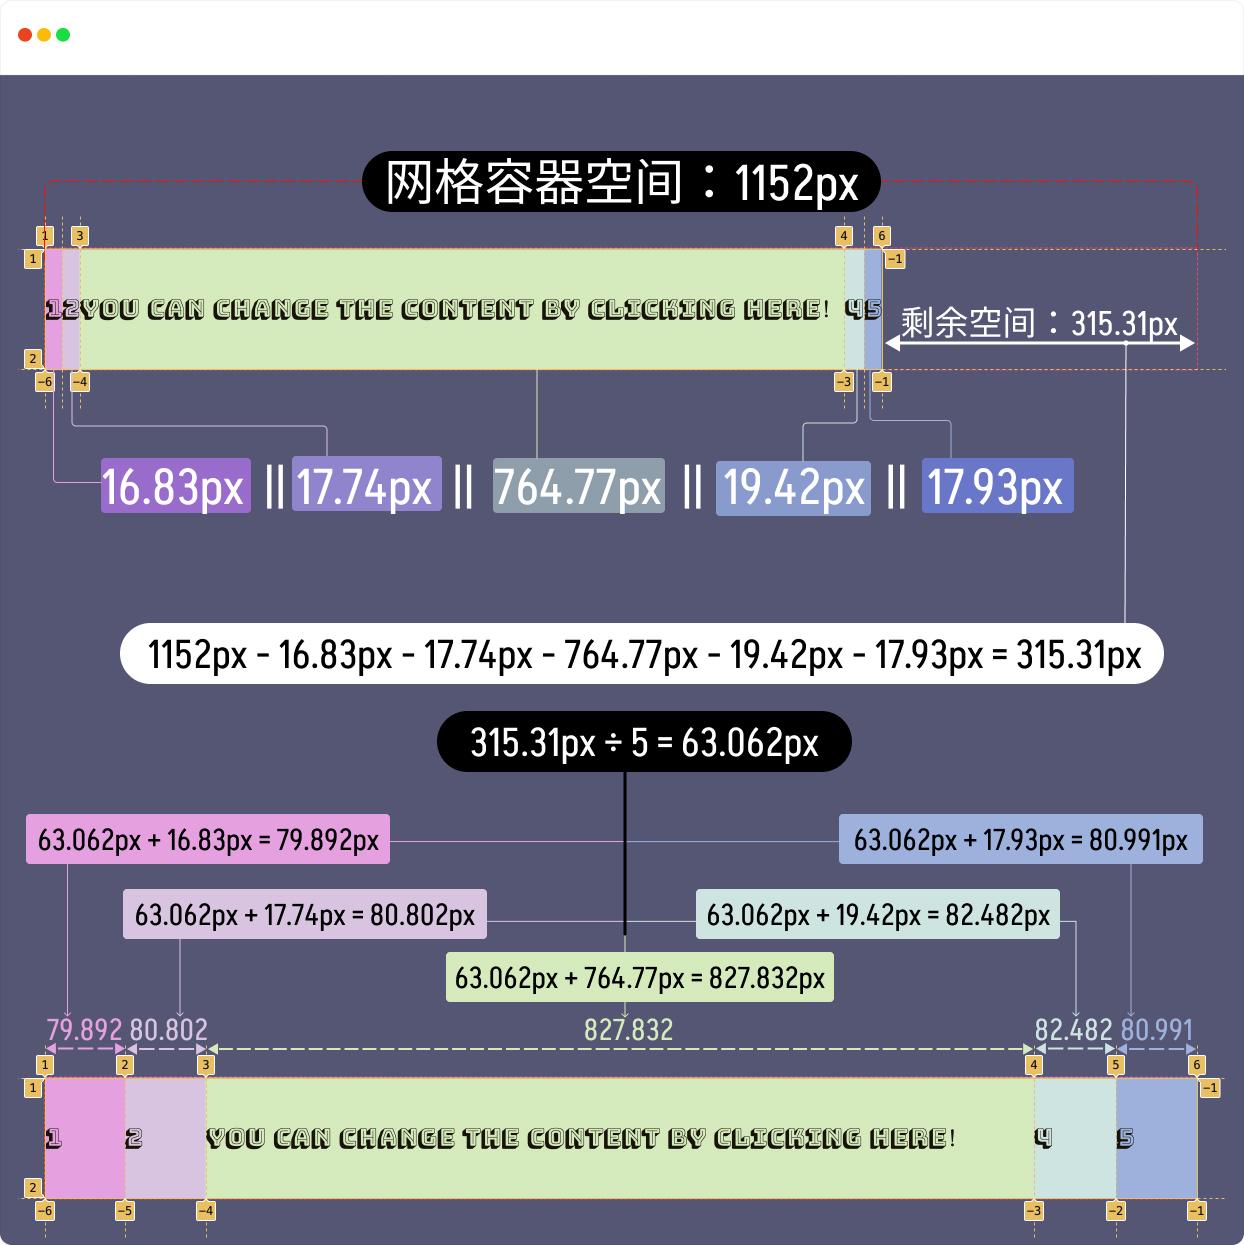 网格容器空间：1152px
1 3 4 6
1 -1
12YOU CAN CHANGE THE CONTENT BY CLICKING HERE! 45
剩余空间：315.31px
2
-6 -4 -3 -1
16.83px || 17.74px || 764.77px || 19.42px || 17.93px
1152px - 16.83px - 17.74px - 764.77px - 19.42px - 17.93px = 315.31px
315.31px ÷ 5 = 63.062px
63.062px + 16.83px = 79.892px
63.062px + 17.93px = 80.991px
63.062px + 17.74px = 80.802px
63.062px + 19.42px = 82.482px
63.062px + 764.77px = 827.832px
79.892 80.802 827.832 82.482 80.991
1 2 3 4 5 6
1 -1
1 2 YOU CAN CHANGE THE CONTENT BY CLICKING HERE! 4 5
2
-6 -5 -4 -3 -2 -1